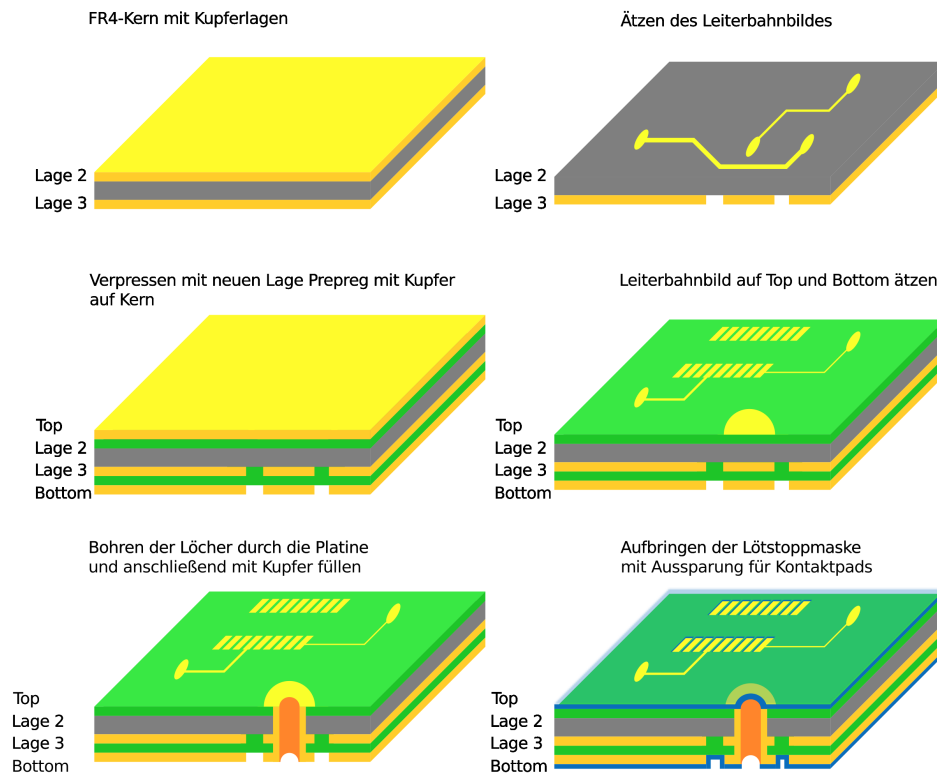 FR4-Kern mit Kupferlagen
Ätzen des Leiterbahnbildes
Lage 2
Lage 3
Lage 2
Lage 3
Verpressen mit neuen Lage Prepreg mit Kupfer
auf Kern
Leiterbahnbild auf Top und Bottom ätzen
Top
Lage 2
Lage 3
Bottom
Top
Lage 2
Lage 3
Bottom
Bohren der Löcher durch die Platine
und anschließend mit Kupfer füllen
Aufbringen der Lötstoppmaske
mit Aussparung für Kontaktpads
Top
Lage 2
Lage 3
Bottom
Top
Lage 2
Lage 3
Bottom